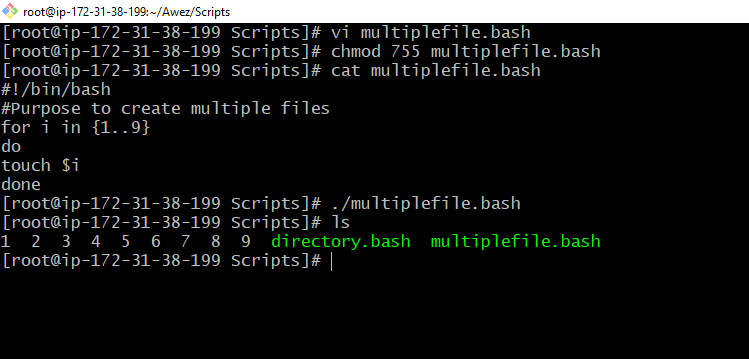 root@ip-172-31-38-199:~/Awez/Scripts
[root@ip-172-31-38-199 Scripts]# vi multiplefile.bash
[root@ip-172-31-38-199 Scripts]# chmod 755 multiplefile.bash
[root@ip-172-31-38-199 Scripts]# cat multiplefile.bash
#!/bin/bash
#Purpose to create multiple files
for i in {1..9}
do
touch $i
done
[root@ip-172-31-38-199 Scripts]# ./multiplefile.bash
[root@ip-172-31-38-199 Scripts]# ls
1  2  3  4  5  6  7  8  9  directory.bash  multiplefile.bash
[root@ip-172-31-38-199 Scripts]#